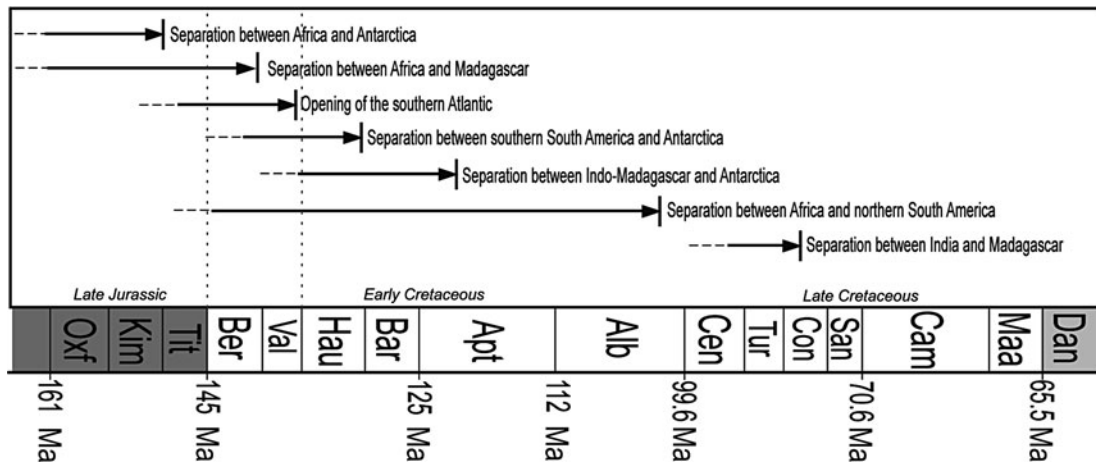 Separation between Africa and Antarctica
Separation between Africa and Madagascar
Opening of the southern Atlantic
Separation between southern South America and Antarctica
Separation between Indo-Madagascar and Antarctica
Separation between Africa and northern South America
Separation between India and Madagascar
Late Jurassic Early Cretaceous Late Cretaceous
Oxf Kim Tit Ber Val Hau Bar Apt Alb Cen Tur Con San Cam Maa Dan
161 Ma 145 Ma 125 Ma 112 Ma 99.6 Ma 70.6 Ma 65.5 Ma